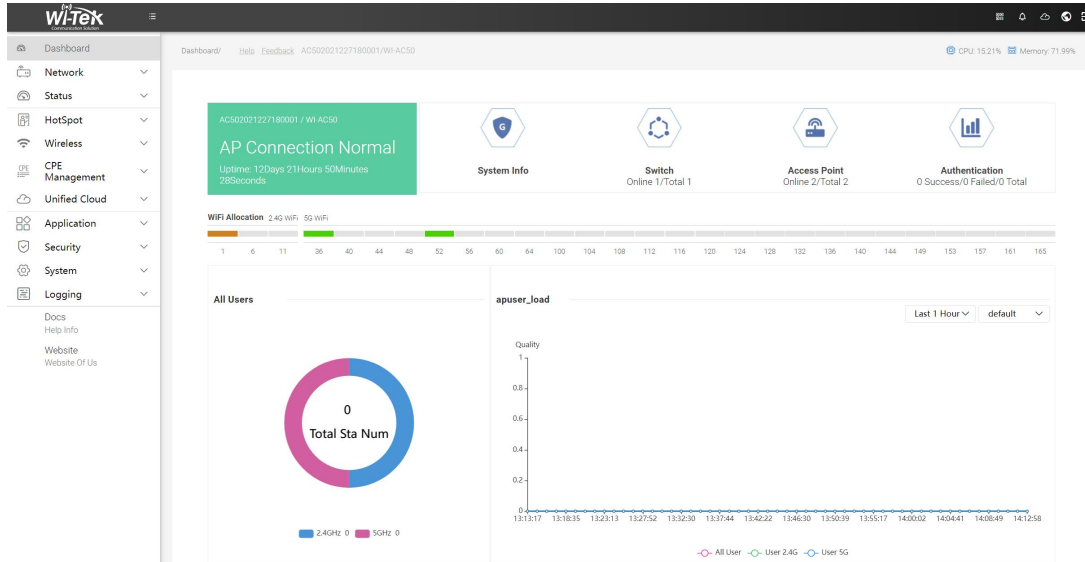 Wi-Tek
Communication Solution
Dashboard
Network
Status
HotSpot
Wireless
CPE
CPE
Management
Unified Cloud
Application
Security
System
Logging
Docs
Help Info
Website
Website Of Us
Dashboard/ Help Feedback AC502021227180001/WI-AC50
CPU: 15.21% Memory: 71.99%
AC502021227180001 / WI-AC50
AP Connection Normal
Uptime: 12Days 21Hours 50Minutes
28Seconds
G
System Info
Switch
Online 1/Total 1
Access Point
Online 2/Total 2
Authentication
0 Success/0 Failed/0 Total
WiFi Allocation 2.4G WiFi 5G WiFi
1 6 11 36 40 44 48 52 56 60 64 100 104 108 112 116 120 124 128 132 136 140 144 149 153 157 161 165
All Users
0
Total Sta Num
2.4GHz 0 5GHz 0
apuser_load
Last 1 Hour default
Quality
1
0.8
0.6
0.4
0.2
0
13:13:17 13:18:35 13:23:13 13:27:52 13:32:30 13:37:44 13:42:22 13:46:30 13:50:39 13:55:17 14:00:02 14:04:41 14:08:49 14:12:58
All User User 2.4G User 5G